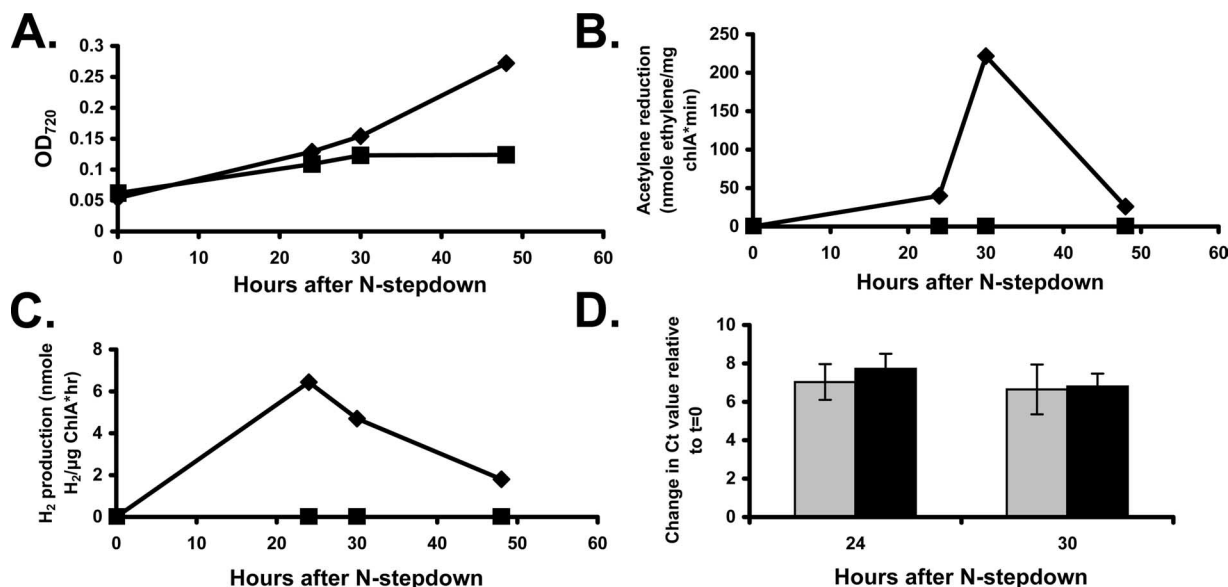 A.
0.3
0.25
0.2
0.15
0.1
0.05
0
OD720
0 10 20 30 40 50 60
Hours after N-stepdown
B.
250
200
150
100
50
0
Acetylene reduction
(nmole ethylene/mg
chlA*min)
0 10 20 30 40 50 60
Hours after N-stepdown
C.
8
6
4
2
0
H2 production (nmole
H2/µg ChlA*hr)
0 10 20 30 40 50 60
Hours after N-stepdown
D.
10
8
6
4
2
0
Change in Ct value relative
to t=0
24 30
Hours after N-stepdown